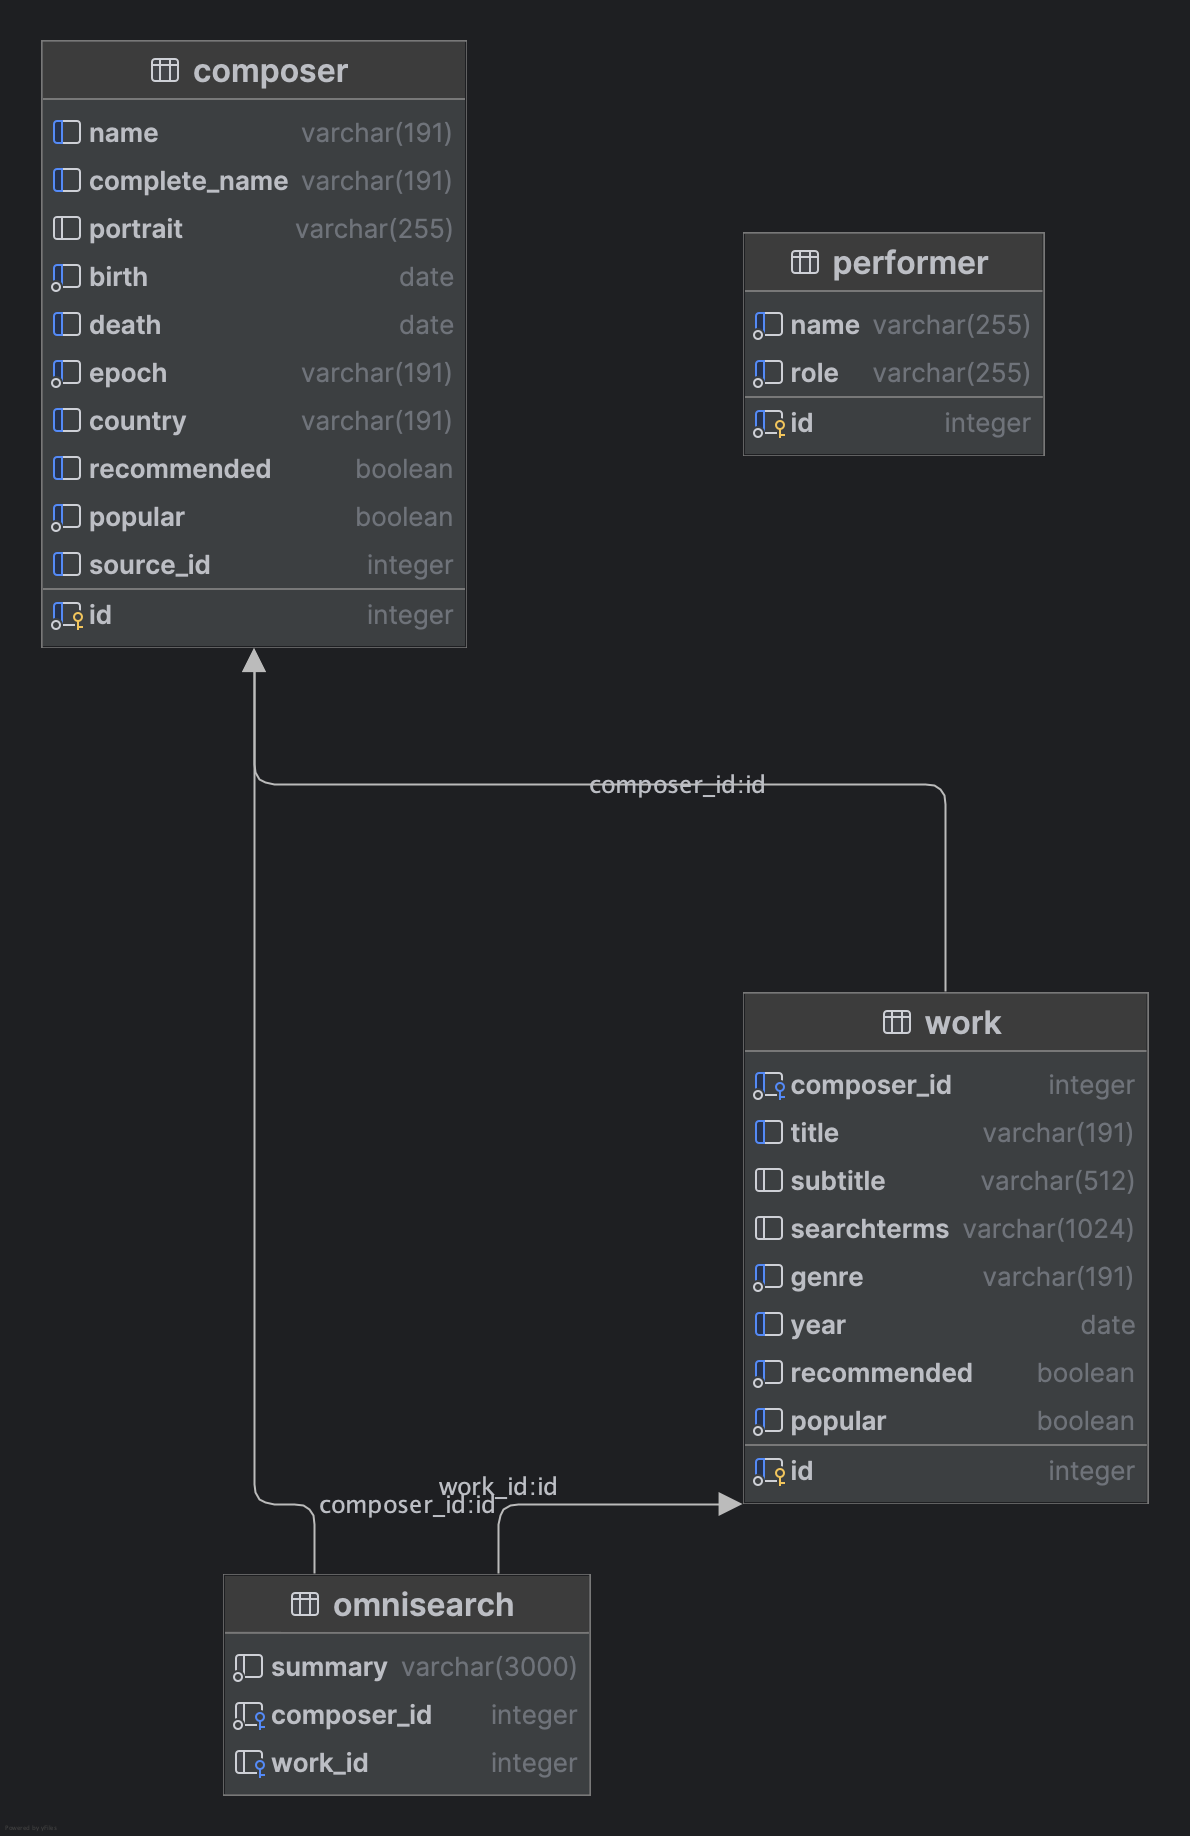 composer
name varchar(191)
complete_name varchar(191)
portrait varchar(255)
birth date
death date
epoch varchar(191)
country varchar(191)
recommended boolean
popular boolean
source_id integer
id integer
performer
name varchar(255)
role varchar(255)
id integer
composer_id:id
work
composer_id integer
title varchar(191)
subtitle varchar(512)
searchterms varchar(1024)
genre varchar(191)
year date
recommended boolean
popular boolean
id integer
work_id:id
composer_id:id
omnisearch
summary varchar(3000)
composer_id integer
work_id integer
Powered by yFiles